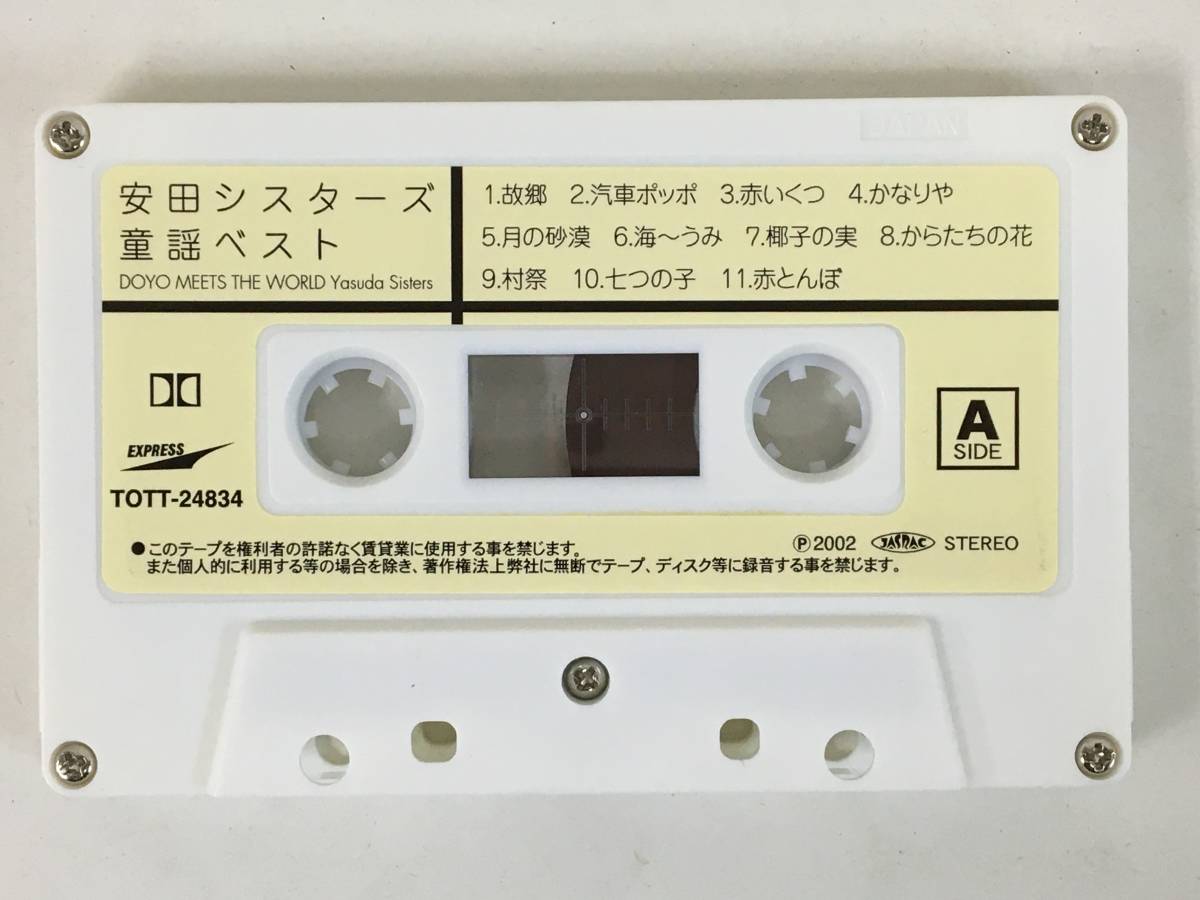 JAPAN
安田シスターズ
童謡ベスト
DOYO MEETS THE WORLD Yasuda Sisters
1.故郷 2.汽車ポッポ 3.赤いくつ 4.かなりや
5.月の砂漠 6.海～うみ 7.椰子の実 8.からたちの花
9.村祭 10.七つの子 11.赤とんぼ
EXPRESS
TOTT-24834
A
SIDE
●このテープを権利者の許諾なく賃貸業に使用する事を禁じます。
また個人的に利用する等の場合を除き、著作権法上弊社に無断でテープ、ディスク等に録音する事を禁じます。
Ⓟ2002 JASRAC STEREO